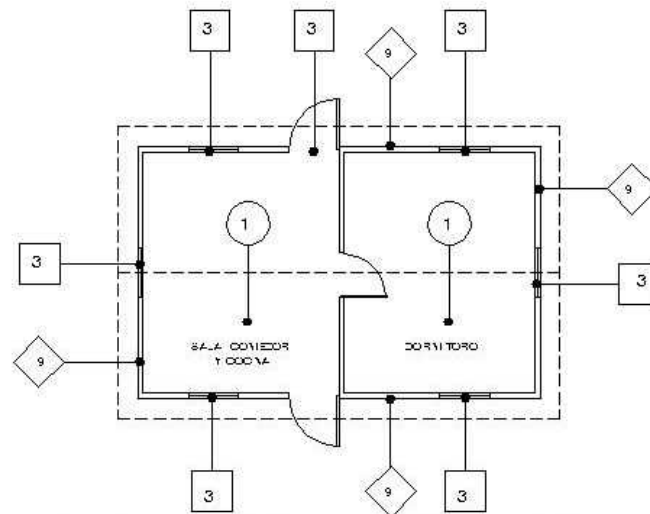 3 3 3
9
9
1 1
3
3
9
SALA COMEDOR DORMITORIO
Y COCINA
3 9 3